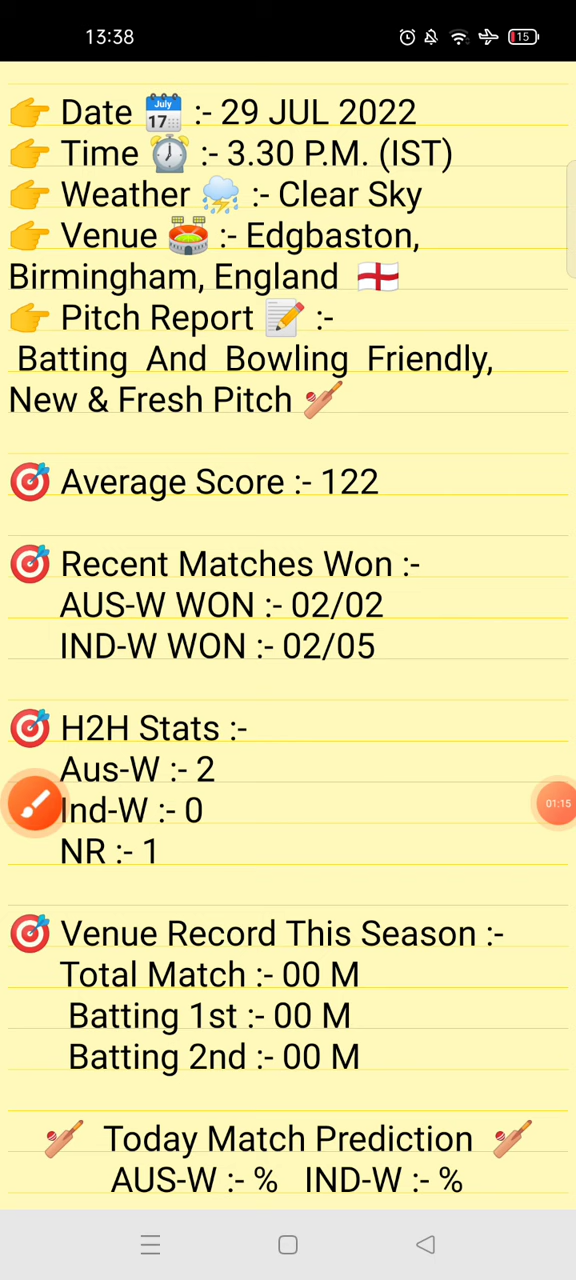 13:38
15
👉 Date 📅 :- 29 JUL 2022
👉 Time ⏰ :- 3.30 P.M. (IST)
👉 Weather ⛈️ :- Clear Sky
👉 Venue 🏟️ :- Edgbaston,
Birmingham, England 🏴󠁧󠁢󠁥󠁮󠁧󠁿
👉 Pitch Report 📝 :-
Batting And Bowling Friendly,
New & Fresh Pitch 🏏
🎯 Average Score :- 122
🎯 Recent Matches Won :-
AUS-W WON :- 02/02
IND-W WON :- 02/05
🎯 H2H Stats :-
Aus-W :- 2
Ind-W :- 0
01:15
NR :- 1
🎯 Venue Record This Season :-
Total Match :- 00 M
Batting 1st :- 00 M
Batting 2nd :- 00 M
🏏 Today Match Prediction 🏏
AUS-W :- % IND-W :- %